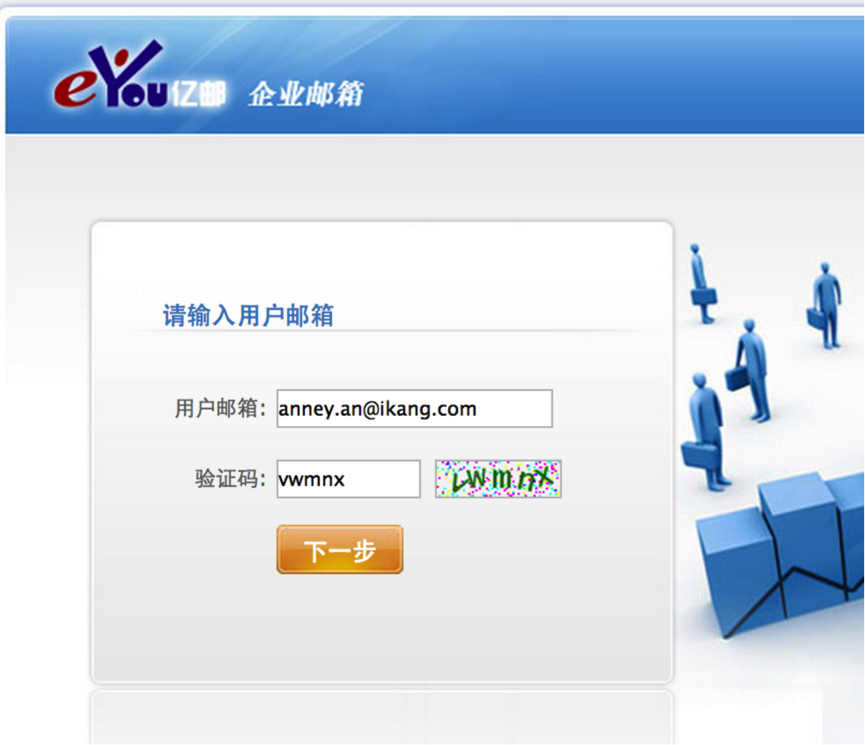 eYou亿邮 企业邮箱
请输入用户邮箱
用户邮箱: anney.an@ikang.com
验证码: vwmnx vwmnx
下一步